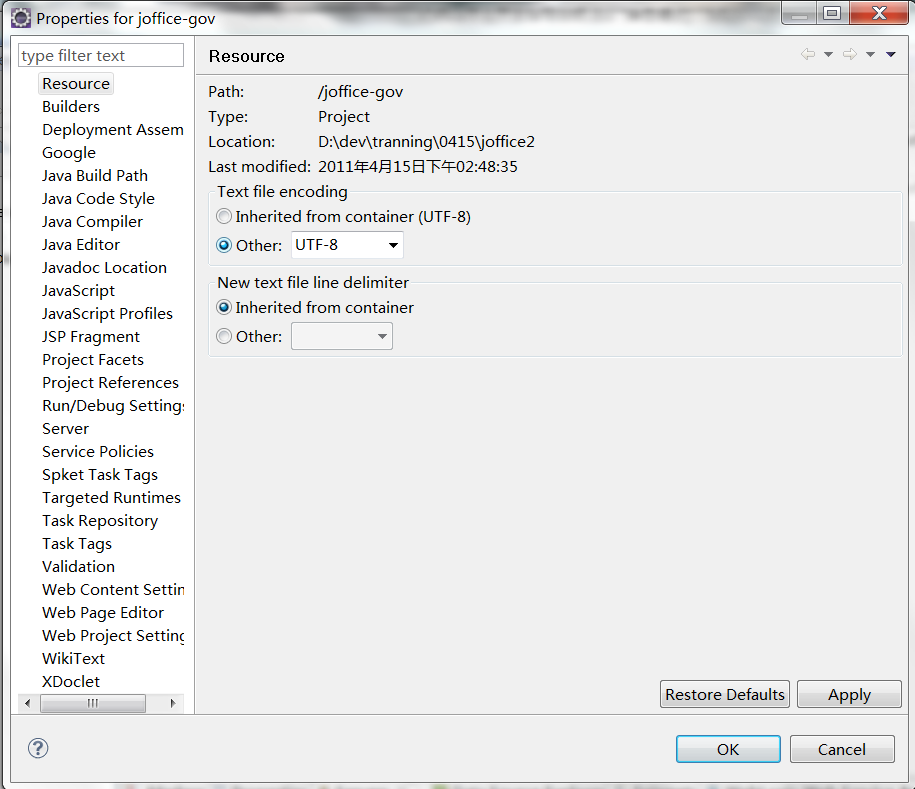 Properties for joffice-gov
type filter text
Resource
Builders
Deployment Assem
Google
Java Build Path
Java Code Style
Java Compiler
Java Editor
Javadoc Location
JavaScript
JavaScript Profiles
JSP Fragment
Project Facets
Project References
Run/Debug Settings
Server
Service Policies
Spket Task Tags
Targeted Runtimes
Task Repository
Task Tags
Validation
Web Content Settin
Web Page Editor
Web Project Setting
WikiText
XDoclet
Resource
Path: /joffice-gov
Type: Project
Location: D:\dev\tranning\0415\joffice2
Last modified: 2011年4月15日下午02:48:35
Text file encoding
Inherited from container (UTF-8)
Other: UTF-8
New text file line delimiter
Inherited from container
Other:
Restore Defaults Apply
OK Cancel